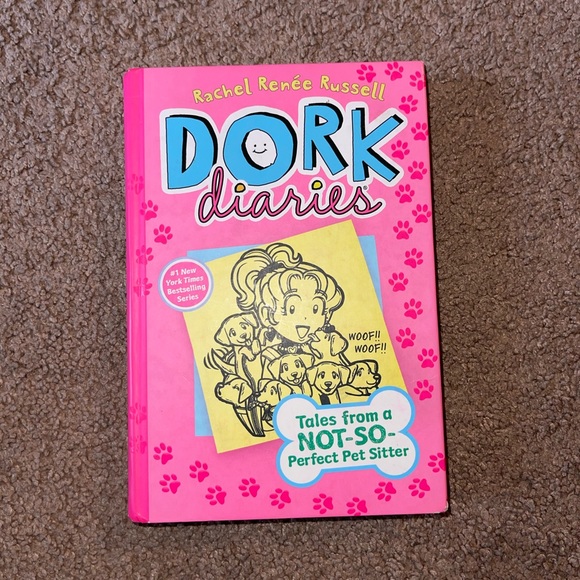 Rachel Renée Russell
DORK
diaries®
#1 New
York Times
Bestselling
Series
WOOF!!
WOOF!!
Tales from a
NOT-SO-
Perfect Pet Sitter